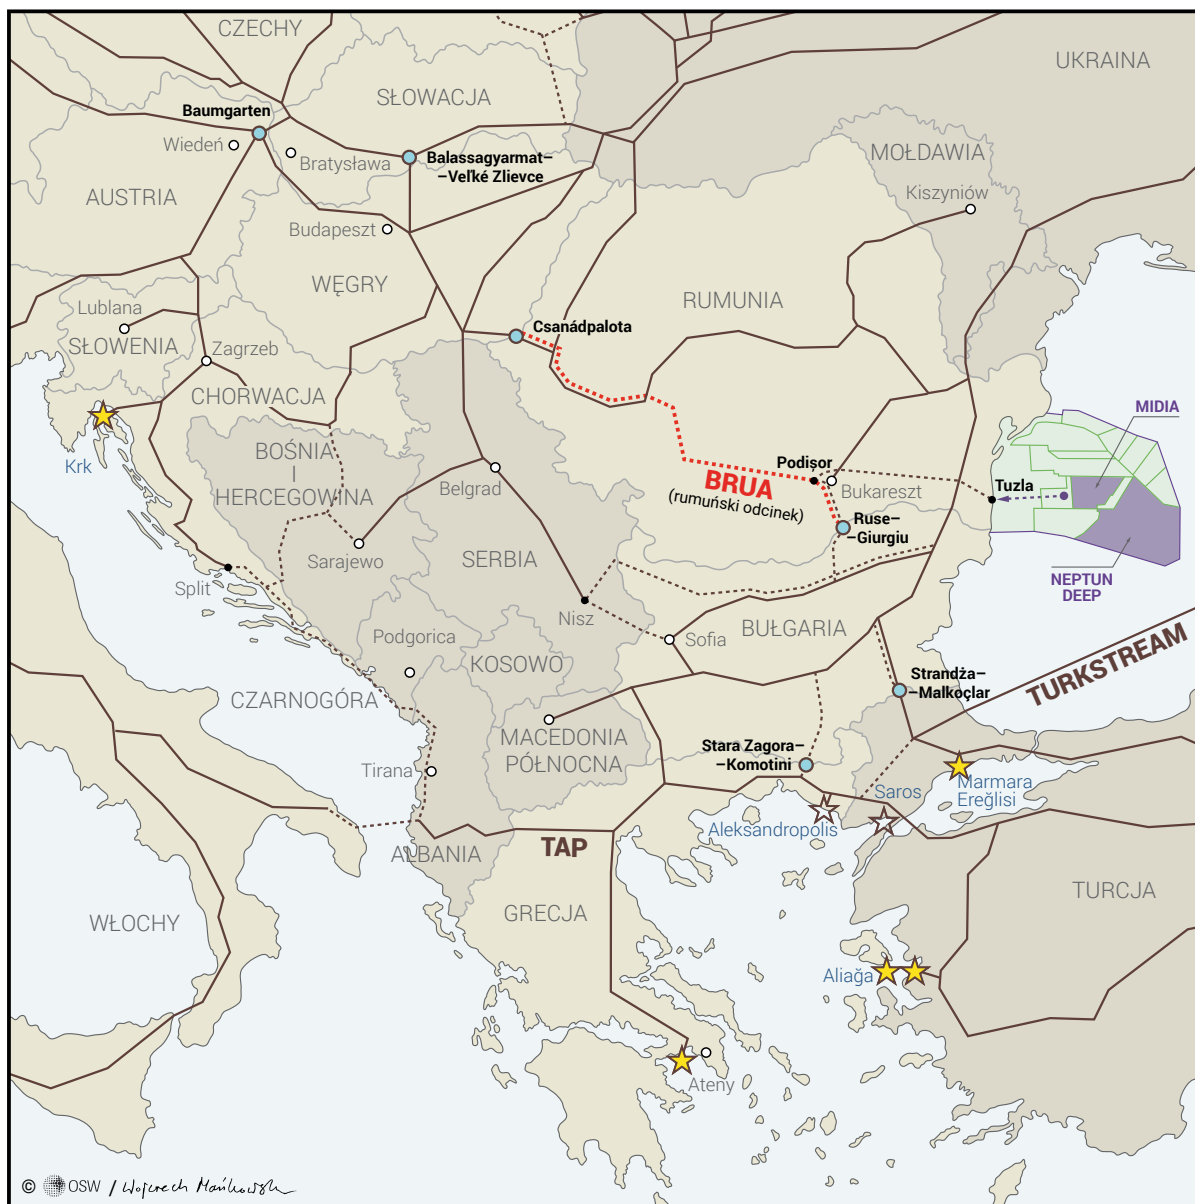 CZECHY
UKRAINA
SŁOWACJA
Baumgarten
Wiedeń
Bratysława
Balassagyarmat–
–Veľké Zlievce
MOŁDAWIA
Kiszyniów
AUSTRIA
Budapeszt
WĘGRY
RUMUNIA
Lublana
SŁOWENIA
Csanádpalota
Zagrzeb
CHORWACJA
MIDIA
Krk
BOŚNIA
I
HERCEGOWINA
Belgrad
BRUA
(rumuński odcinek)
Podișor
Bukareszt
Tuzla
Ruse–
–Giurgiu
Sarajewo
SERBIA
Split
NEPTUN
DEEP
Nisz
Podgorica
Sofia
BUŁGARIA
KOSOWO
CZARNOGÓRA
Strandża–
–Malkoçlar
TURKSTREAM
MACEDONIA
PÓŁNOCNA
Stara Zagora–
–Komotini
Tirana
Saros
Marmara
Ereğlisi
Aleksandropolis
TAP
ALBANIA
GRECJA
TURCJA
WŁOCHY
Aliağa
Ateny
© OSW / Wojciech Mańkowski